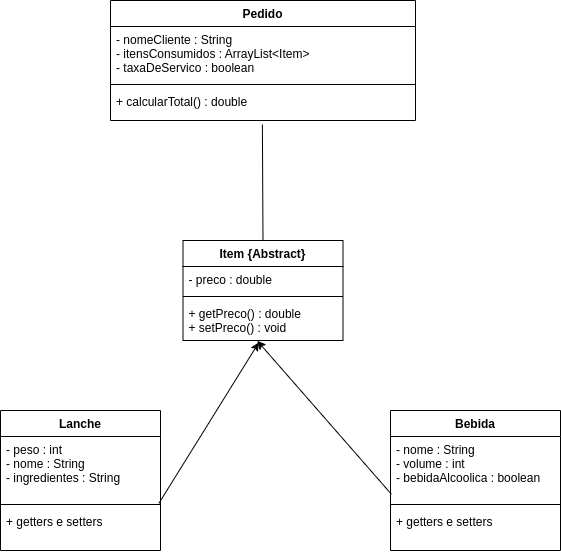 Pedido
- nomeCliente : String
- itensConsumidos : ArrayList<Item>
- taxaDeServico : boolean
+ calcularTotal() : double
Item {Abstract}
- preco : double
+ getPreco() : double
+ setPreco() : void
Lanche
- peso : int
- nome : String
- ingredientes : String
+ getters e setters
Bebida
- nome : String
- volume : int
- bebidaAlcoolica : boolean
+ getters e setters